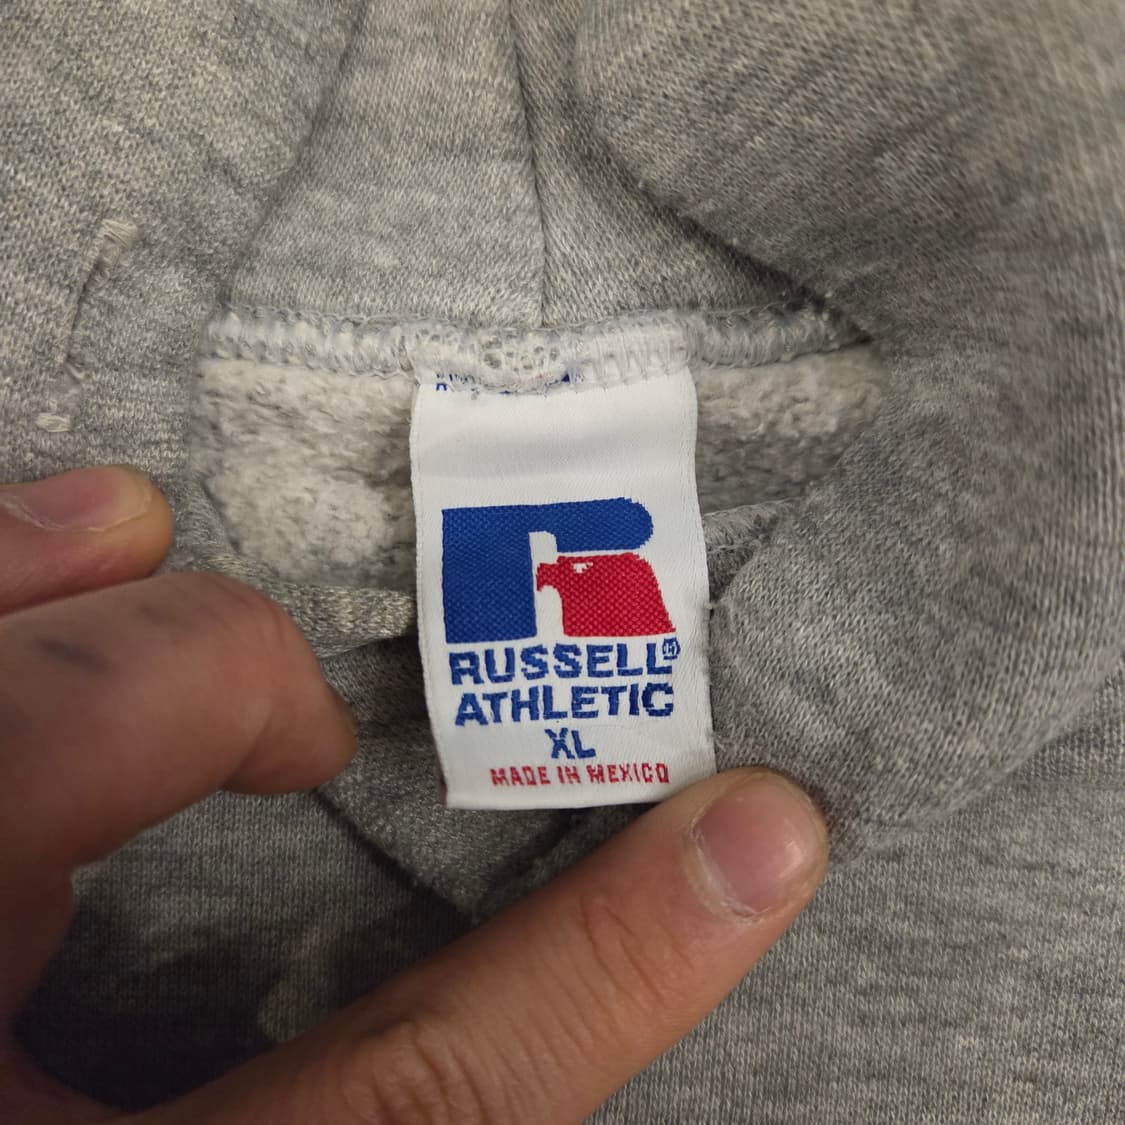 RUSSELL®
ATHLETIC
XL
MADE IN MEXICO